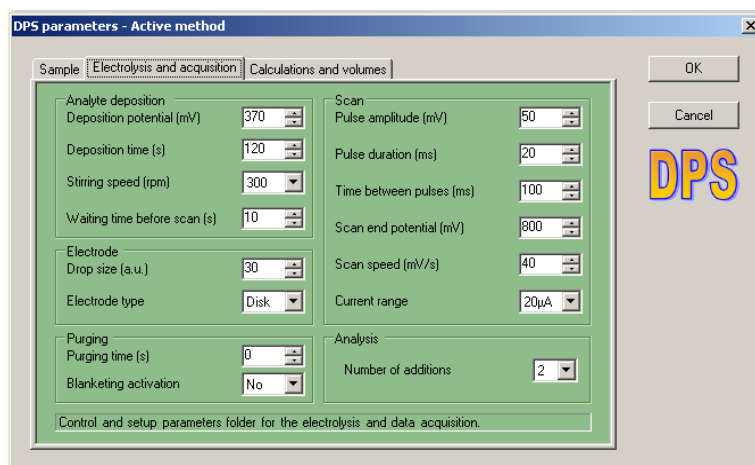 DPS parameters - Active method
Sample Electrolysis and acquisition Calculations and volumes
Analyte deposition
Deposition potential (mV) 370
Deposition time (s) 120
Stirring speed (rpm) 300
Waiting time before scan (s) 10
Electrode
Drop size (a.u.) 30
Electrode type Disk
Purging
Purging time (s) 0
Blanketing activation No
Scan
Pulse amplitude (mV) 50
Pulse duration (ms) 20
Time between pulses (ms) 100
Scan end potential (mV) 800
Scan speed (mV/s) 40
Current range 20µA
Analysis
Number of additions 2
Control and setup parameters folder for the electrolysis and data acquisition.
OK
Cancel
DPS